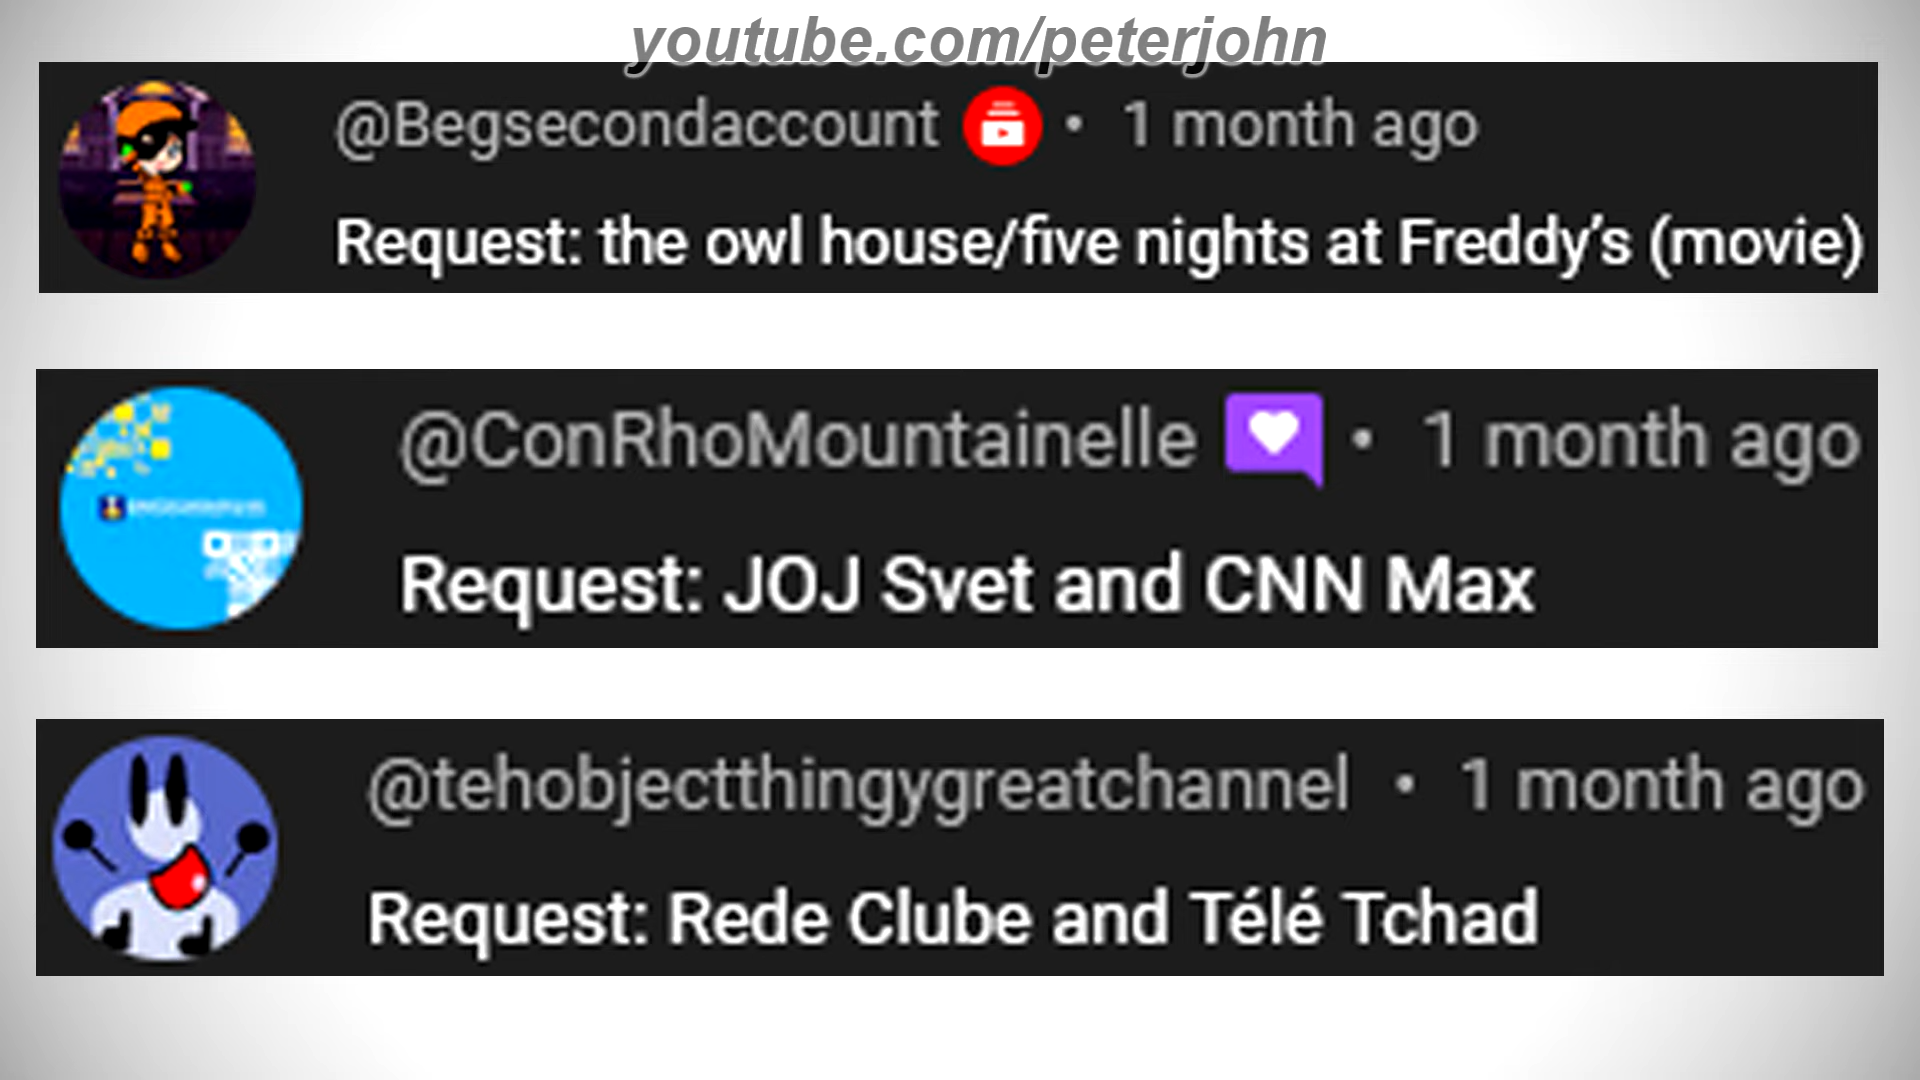 youtube.com/peterjohn
@Begsecondaccount • 1 month ago
Request: the owl house/five nights at Freddy’s (movie)
@ConRhoMountainelle • 1 month ago
Request: JOJ Svet and CNN Max
@tehobjectthingygreatchannel • 1 month ago
Request: Rede Clube and Télé Tchad